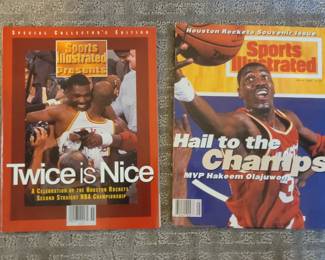 SPECIAL COLLECTOR'S EDITION
Sports
Illustrated
Presents
Twice is Nice
A CELEBRATION OF THE HOUSTON ROCKETS'
SECOND STRAIGHT NBA CHAMPIONSHIP
Houston Rockets Souvenir Issue
Sports
Illustrated
Hail to the
Champs
MVP Hakeem Olajuwon
3